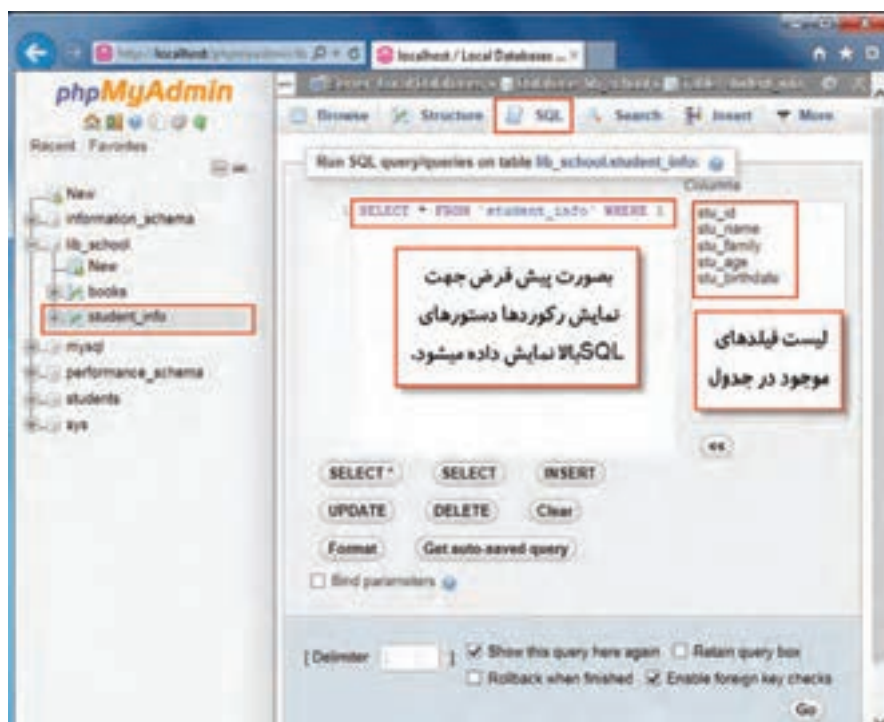 localhost
localhost / Local Databases ...
phpMyAdmin
Recent Favorites
New
information_schema
lib_school
New
books
student_info
mysql
performance_schema
students
sys
Browse Structure SQL Search Insert More
Run SQL query/queries on table lib_school.student_info:
Columns
1 SELECT * FROM `student_info` WHERE 1
stu_id
stu_name
stu_family
stu_age
stu_birthdate
بصورت پیش فرض جهت
نمایش رکوردها دستورهای
SQLبالا نمایش داده میشود.
لیست فیلدهای
موجود در جدول
<<
SELECT * SELECT INSERT
UPDATE DELETE Clear
Format Get auto-saved query
Bind parameters
[ Delimiter ; ] Show this query here again Retain query box
Rollback when finished Enable foreign key checks
Go